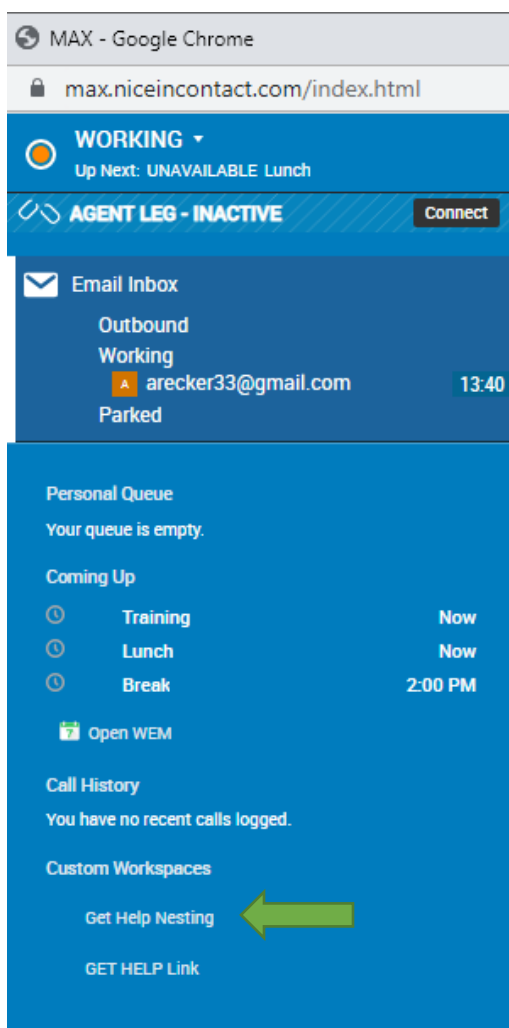 MAX - Google Chrome
max.niceincontact.com/index.html
WORKING
Up Next: UNAVAILABLE Lunch
AGENT LEG - INACTIVE Connect
Email Inbox
Outbound
Working
A arecker33@gmail.com 13:40
Parked
Personal Queue
Your queue is empty.
Coming Up
Training Now
Lunch Now
Break 2:00 PM
7 Open WEM
Call History
You have no recent calls logged.
Custom Workspaces
Get Help Nesting
GET HELP Link